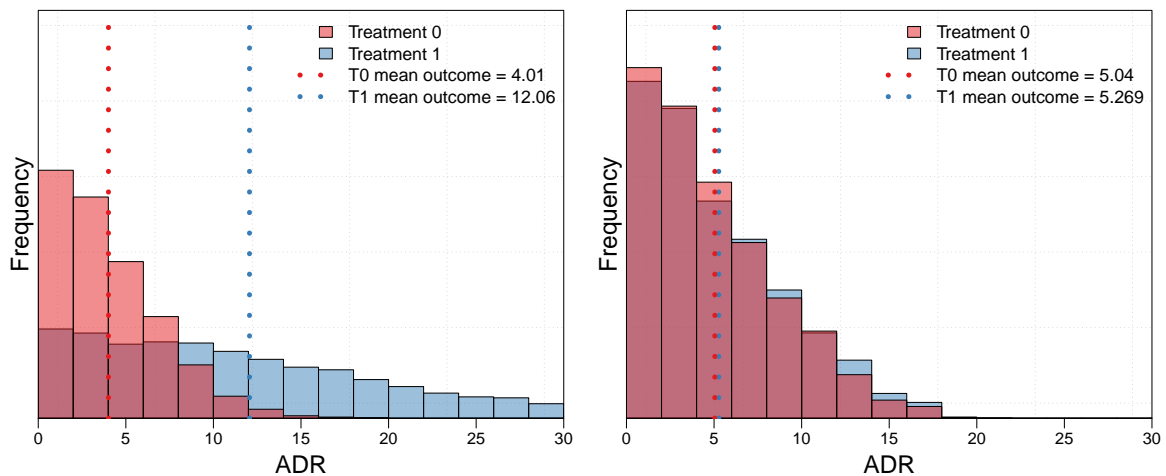 Treatment 0
Treatment 1
T0 mean outcome = 4.01
T1 mean outcome = 12.06
Frequency
0 5 10 15 20 25 30
ADR
Treatment 0
Treatment 1
T0 mean outcome = 5.04
T1 mean outcome = 5.269
Frequency
0 5 10 15 20 25 30
ADR